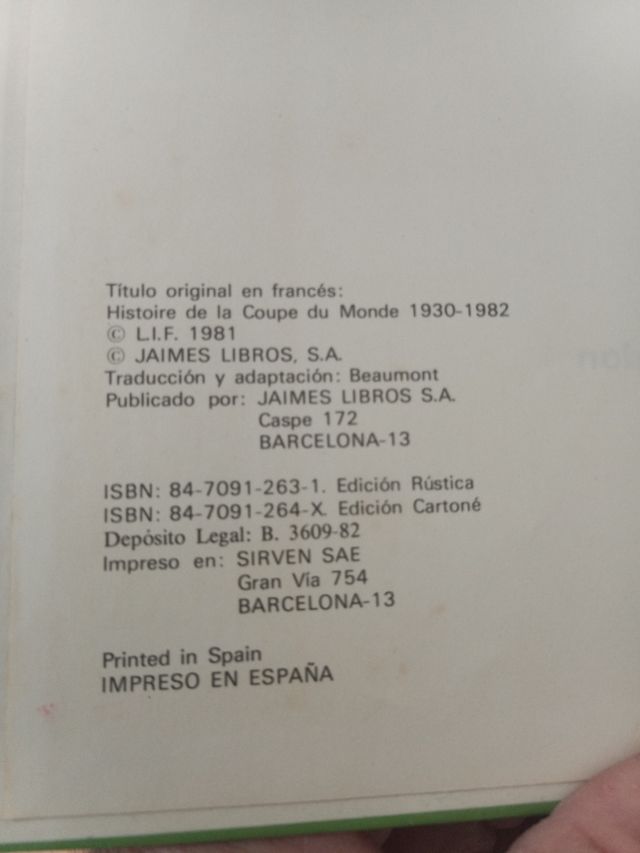 Título original en francés:
Histoire de la Coupe du Monde 1930-1982
© L.I.F. 1981
© JAIMES LIBROS, S.A.
Traducción y adaptación: Beaumont
Publicado por: JAIMES LIBROS S.A.
Caspe 172
BARCELONA-13
ISBN: 84-7091-263-1. Edición Rústica
ISBN: 84-7091-264-X. Edición Cartoné
Depósito Legal: B. 3609-82
Impreso en: SIRVEN SAE
Gran Vía 754
BARCELONA-13
Printed in Spain
IMPRESO EN ESPAÑA